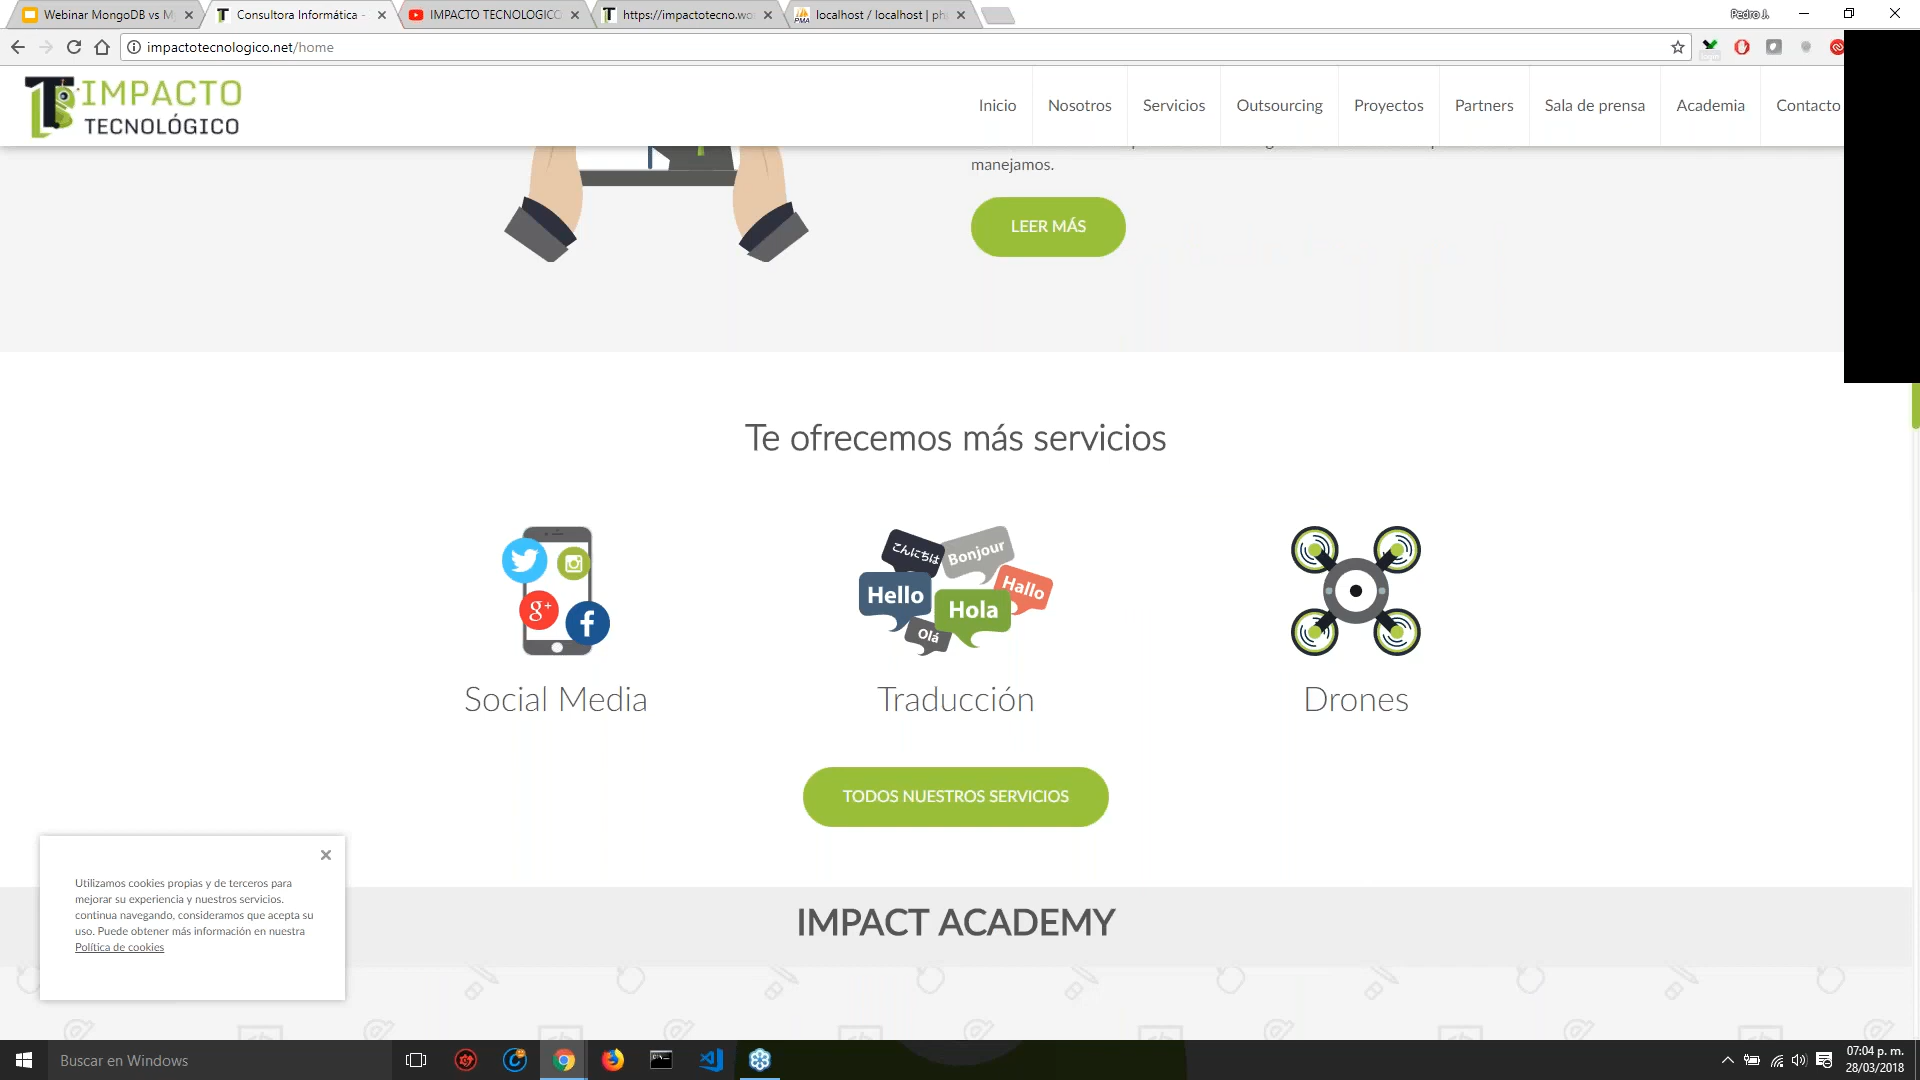 Webinar MongoDB vs M
Consultora Informática -
IMPACTO TECNOLOGICO
https://impactotecno.wo
localhost / localhost | ph
Pedro J.
impactotecnologico.net/home
IMPACTO
TECNOLÓGICO
Inicio
Nosotros
Servicios
Outsourcing
Proyectos
Partners
Sala de prensa
Academia
Contacto
manejamos.
LEER MÁS
Te ofrecemos más servicios
こんにちは
Bonjour
Hello
Hallo
Hola
Olá
g+
f
Social Media
Traducción
Drones
TODOS NUESTROS SERVICIOS
Utilizamos cookies propias y de terceros para
mejorar su experiencia y nuestros servicios.
continua navegando, consideramos que acepta su
uso. Puede obtener más información en nuestra
Política de cookies
IMPACT ACADEMY
Buscar en Windows
07:04 p. m.
28/03/2018